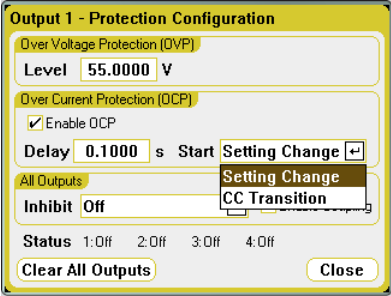 Output 1 - Protection Configuration
Over Voltage Protection (OVP)
Level 55.0000 V
Over Current Protection (OCP)
Enable OCP
Delay 0.1000 s Start Setting Change
Setting Change
CC Transition
All Outputs
Inhibit Off
Status 1:Off 2:Off 3:Off 4:Off
Clear All Outputs Close